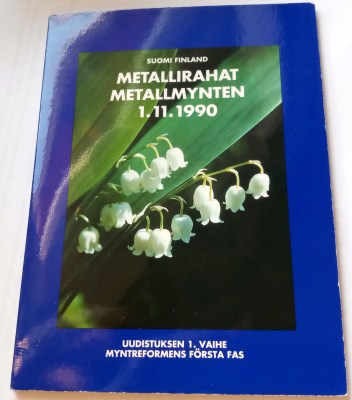 SUOMI FINLAND
METALLIRAHAT
METALLMYNTEN
1.11.1990
UUDISTUKSEN 1. VAIHE
MYNTREFORMENS FÖRSTA FAS